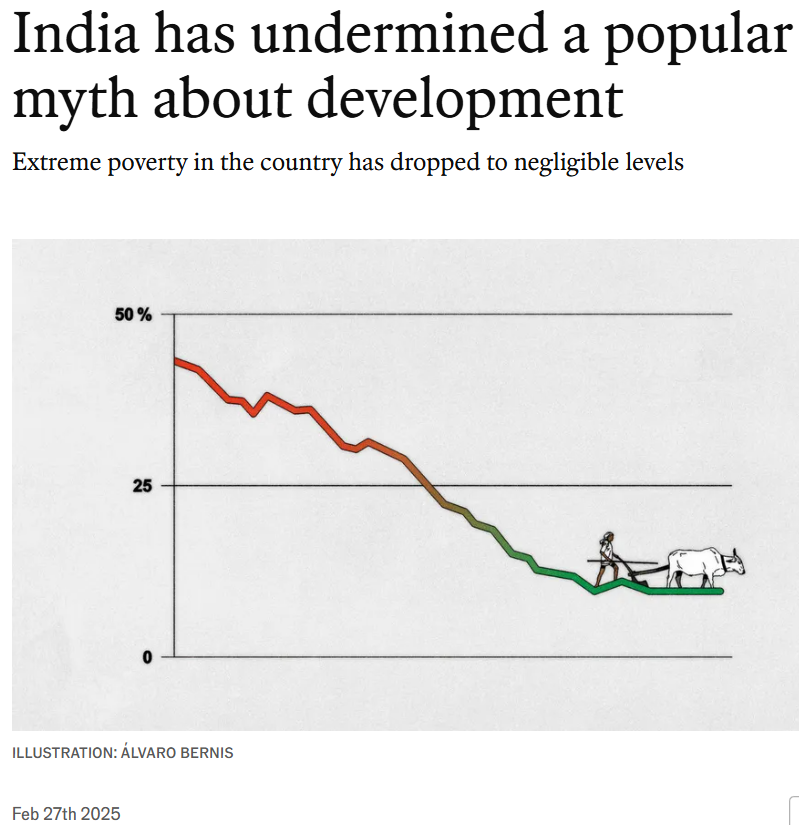 India has undermined a popular
myth about development
Extreme poverty in the country has dropped to negligible levels
50%
25
0
ILLUSTRATION: ÁLVARO BERNIS
Feb 27th 2025